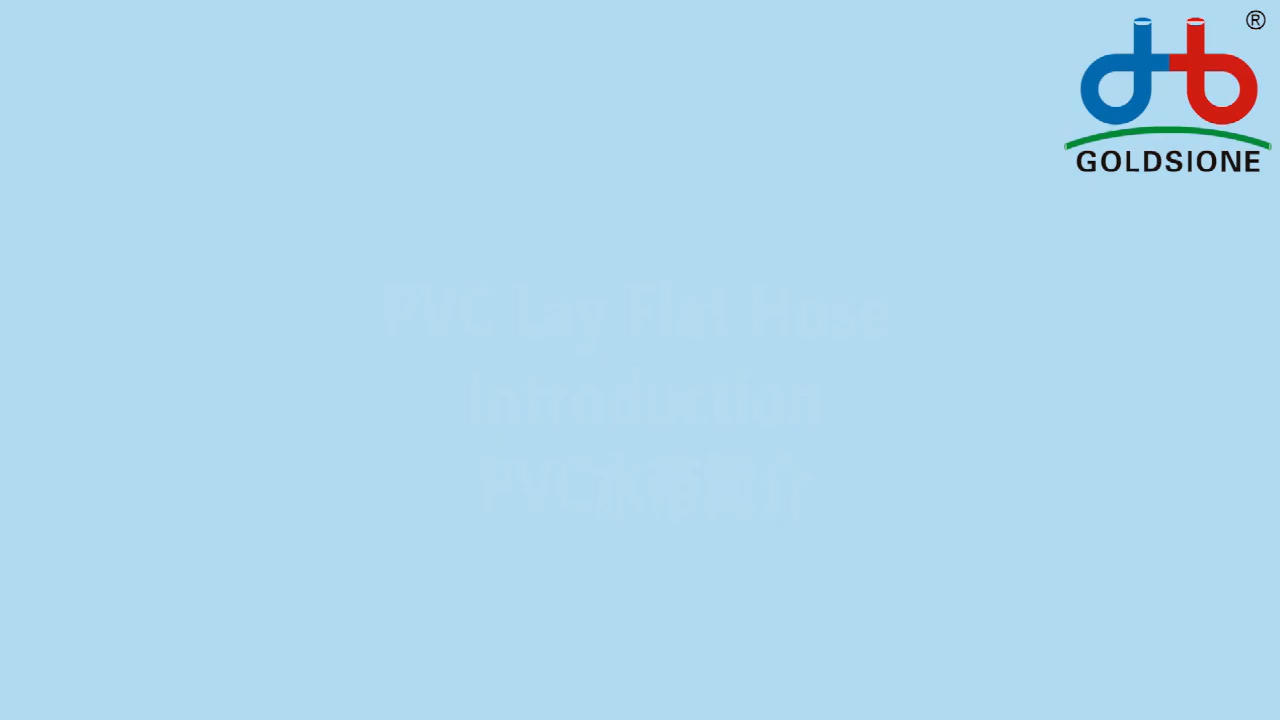 ®
GOLDSIONE
PVC Lay Flat Hose
Introduction
PVC水带简介